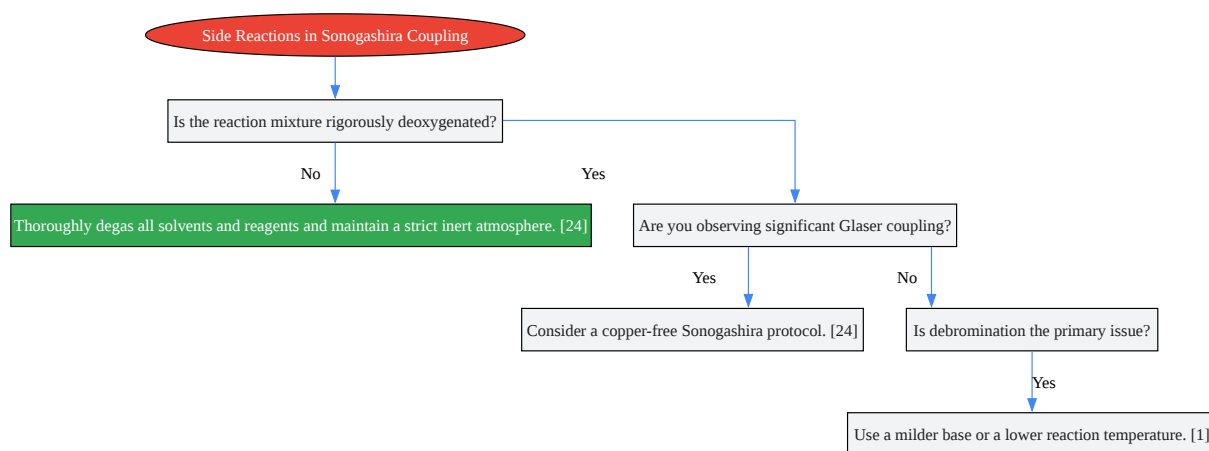 Side Reactions in Sonogashira Coupling
Is the reaction mixture rigorously deoxygenated?
No
Yes
Thoroughly degas all solvents and reagents and maintain a strict inert atmosphere. [24]
Are you observing significant Glaser coupling?
Yes
No
Consider a copper-free Sonogashira protocol. [24]
Is debromination the primary issue?
Yes
Use a milder base or a lower reaction temperature. [1]